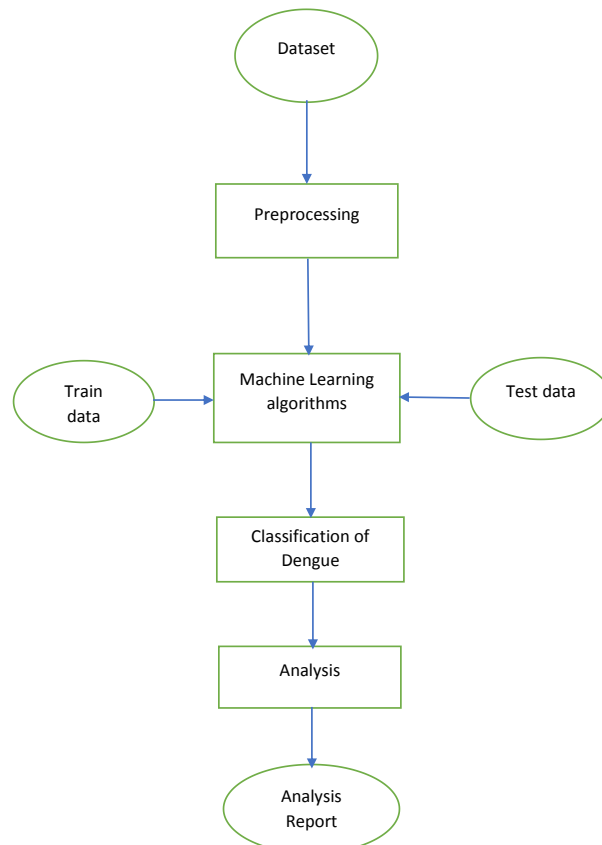 Dataset
Preprocessing
Train
data
Machine Learning
algorithms
Test data
Classification of
Dengue
Analysis
Analysis
Report